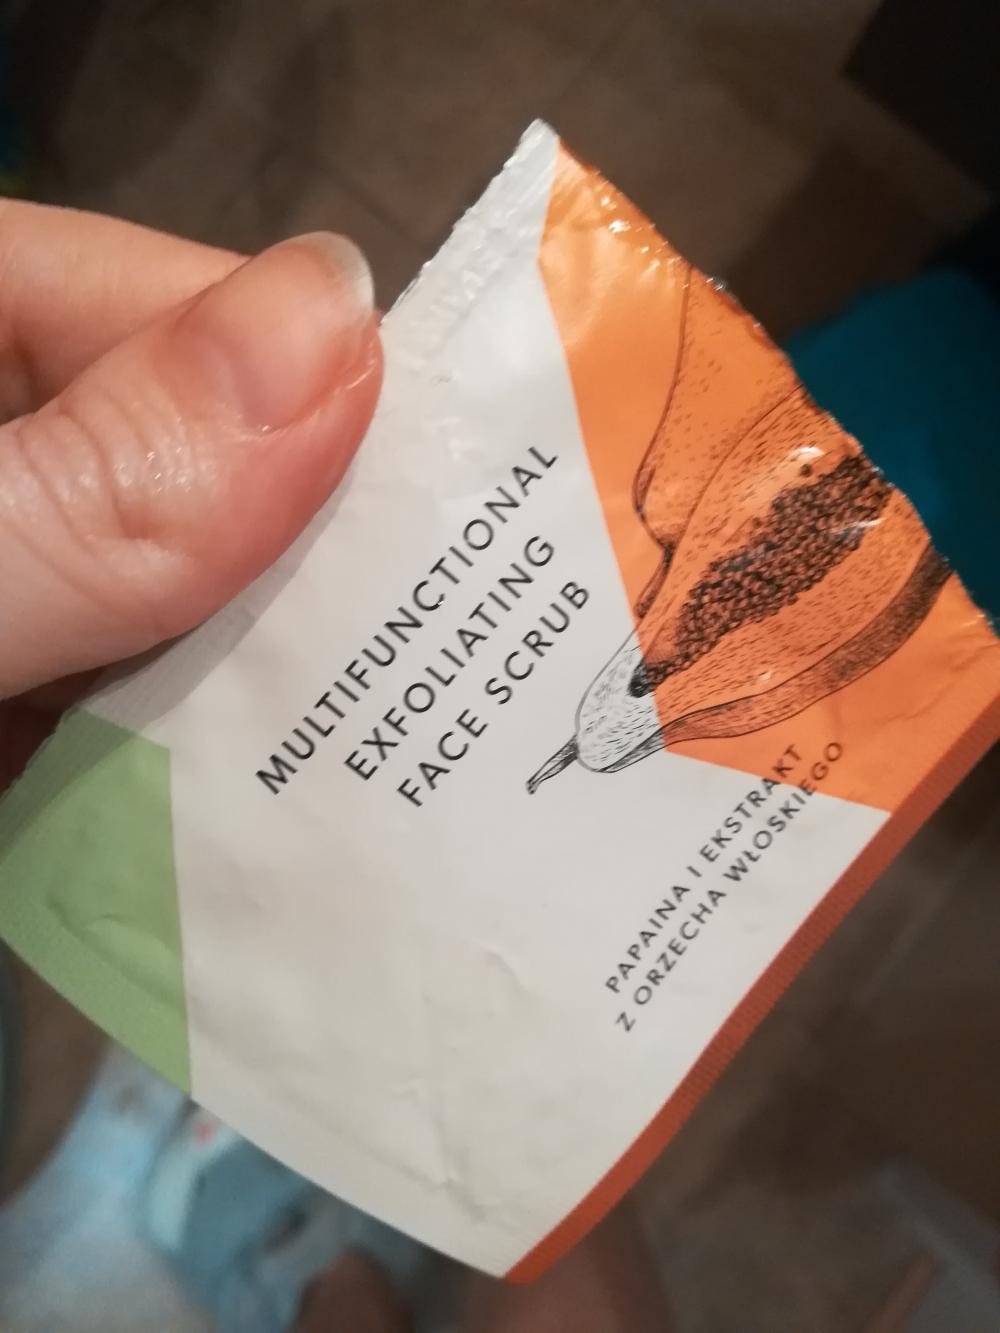 MULTIFUNCTIONAL
EXFOLIATING
FACE SCRUB
PAPAINA I EKSTRAKT
Z ORZECHA WŁOSKIEGO